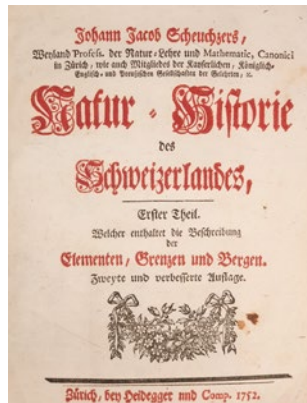 Johann Jacob Scheuchzers,
Weyland Profeß. der Natur-Lehre und Mathematic, Canonici
in Zürich, wie auch Mitgliedes der Kayserlichen, Königlich-
Englisch- und Preußischen Gesellschaften der Gelehrten, ꝛc.
Natur-Historie
des
Schweizerlandes,
Erster Theil.
Welcher enthaltet die Beschreibung
der
Elementen, Grenzen und Bergen.
Zweyte und verbesserte Auflage.
Zürich, bey Heidegger und Comp. 1752.